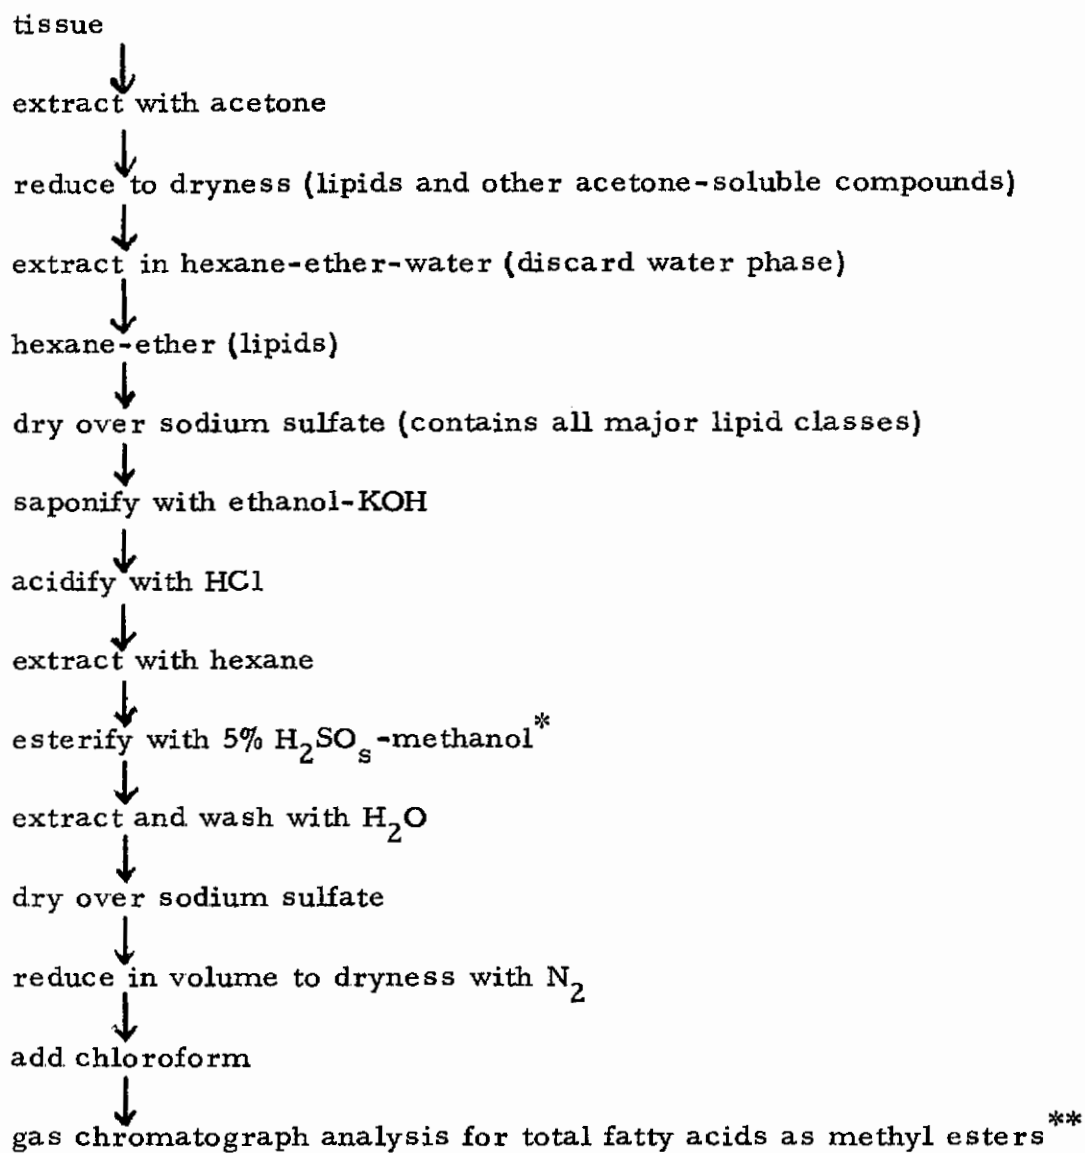 tissue
extract with acetone
reduce to dryness (lipids and other acetone-soluble compounds)
extract in hexane-ether-water (discard water phase)
hexane-ether (lipids)
dry over sodium sulfate (contains all major lipid classes)
saponify with ethanol-KOH
acidify with HCl
extract with hexane
esterify with 5% H₂SOₛ-methanol*
extract and wash with H₂O
dry over sodium sulfate
reduce in volume to dryness with N₂
add chloroform
gas chromatograph analysis for total fatty acids as methyl esters**